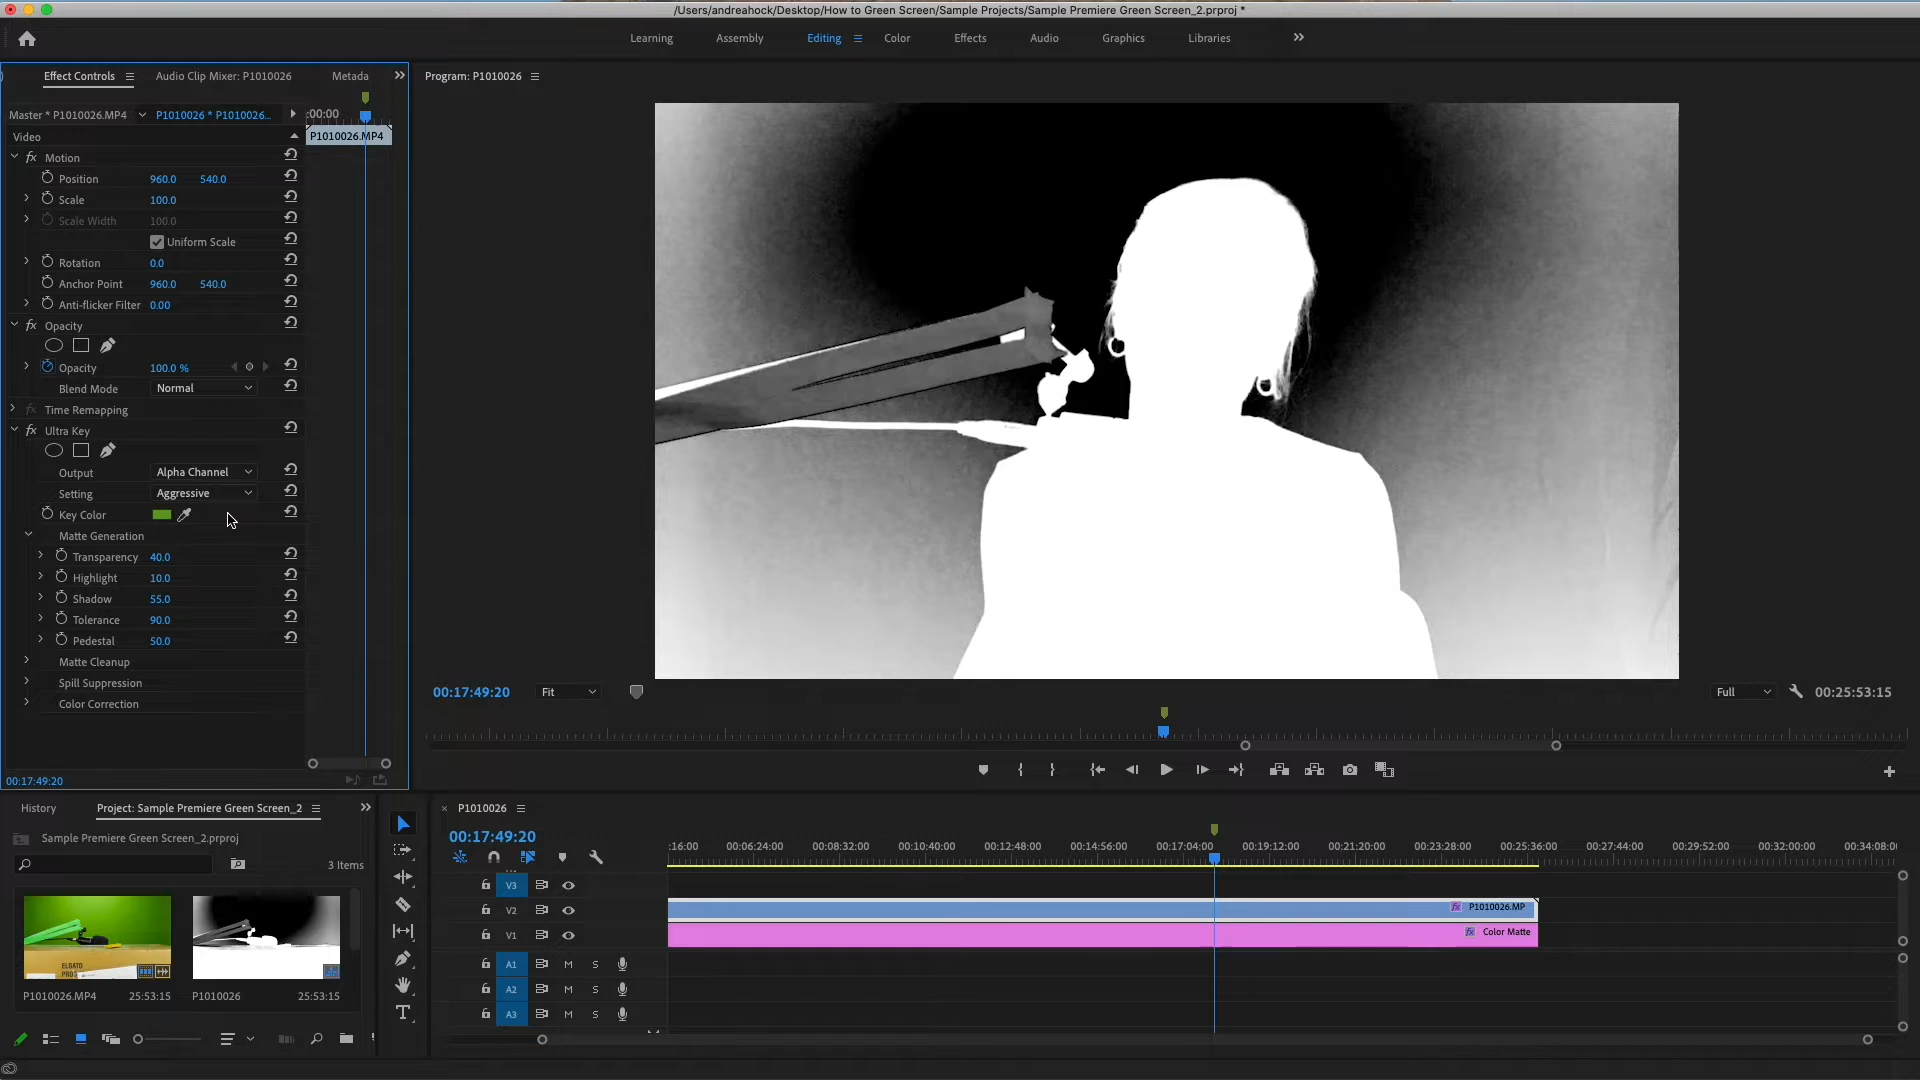 /Users/andreahock/Desktop/How to Green Screen/Sample Projects/Sample Premiere Green Screen_2.prproj *
Learning Assembly Editing Color Effects Audio Graphics Libraries
Effect Controls Audio Clip Mixer: P1010026 Metada
Program: P1010026
Master * P1010026.MP4 P1010026 * P1010026... :00:00
Video P1010026.MP4
fx Motion
Position 960.0 540.0
Scale 100.0
Scale Width 100.0
Uniform Scale
Rotation 0.0
Anchor Point 960.0 540.0
Anti-flicker Filter 0.00
fx Opacity
Opacity 100.0 %
Blend Mode Normal
fx Time Remapping
fx Ultra Key
Output Alpha Channel
Setting Aggressive
Key Color
Matte Generation
Transparency 40.0
Highlight 10.0
Shadow 55.0
Tolerance 90.0
Pedestal 50.0
Matte Cleanup
Spill Suppression
Color Correction
00:17:49:20 Fit Full 00:25:53:15
00:17:49:20
History Project: Sample Premiere Green Screen_2
Sample Premiere Green Screen_2.prproj
3 Items
ELGATO
P1010026.MP4 25:53:15 P1010026 25:53:15
P1010026
00:17:49:20
:16:00 00:06:24:00 00:08:32:00 00:10:40:00 00:12:48:00 00:14:56:00 00:17:04:00 00:19:12:00 00:21:20:00 00:23:28:00 00:25:36:00 00:27:44:00 00:29:52:00 00:32:00:00 00:34:08:0
V3
V2 fx P1010026.MP
V1 fx Color Matte
A1 M S
A2 M S
A3 M S
T